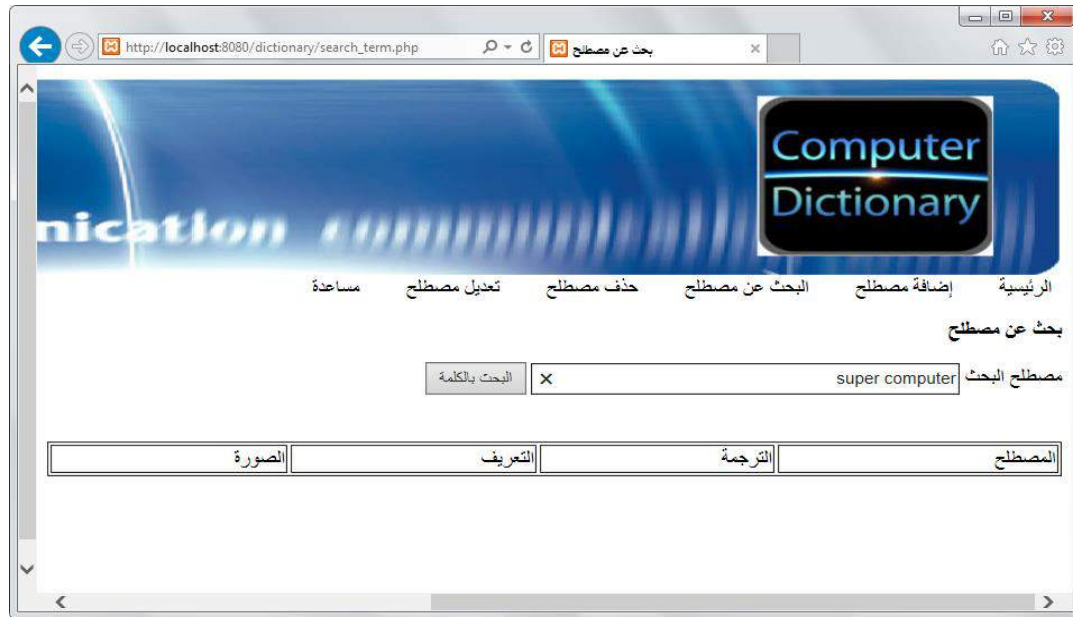 http://localhost:8080/dictionary/search_term.php
بحث عن مصطلح
Computer
Dictionary
nication commu
الرئيسية إضافة مصطلح البحث عن مصطلح حذف مصطلح تعديل مصطلح مساعدة
بحث عن مصطلح
مصطلح البحث super computer البحث بالكلمة
المصطلح الترجمة التعريف الصورة